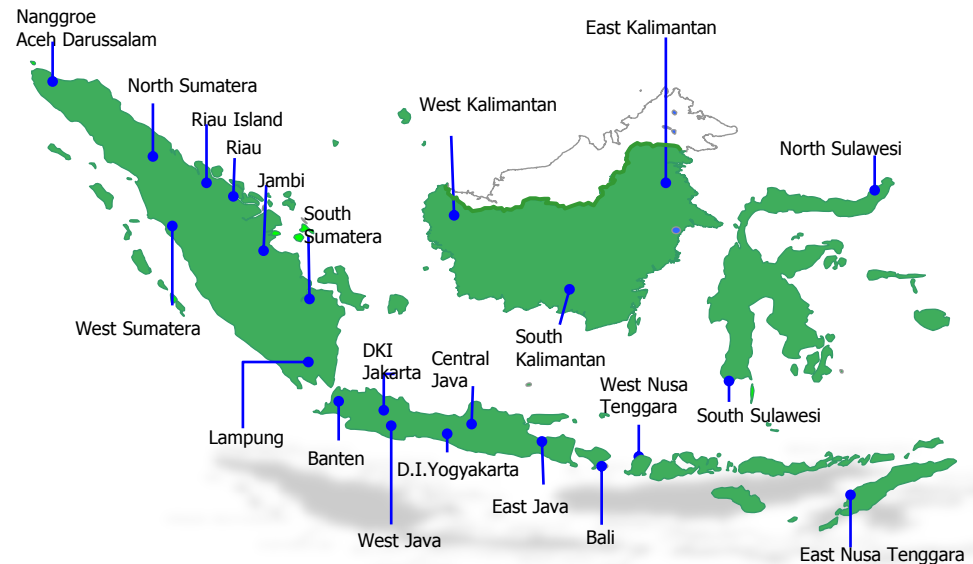 Nanggroe
Aceh Darussalam
East Kalimantan
North Sumatera
West Kalimantan
Riau Island
Riau
North Sulawesi
Jambi
South
Sumatera
West Sumatera
South
Kalimantan
DKI
Jakarta
Central
Java
West Nusa
Tenggara
South Sulawesi
Lampung
Banten
D.I.Yogyakarta
East Java
West Java
Bali
East Nusa Tenggara